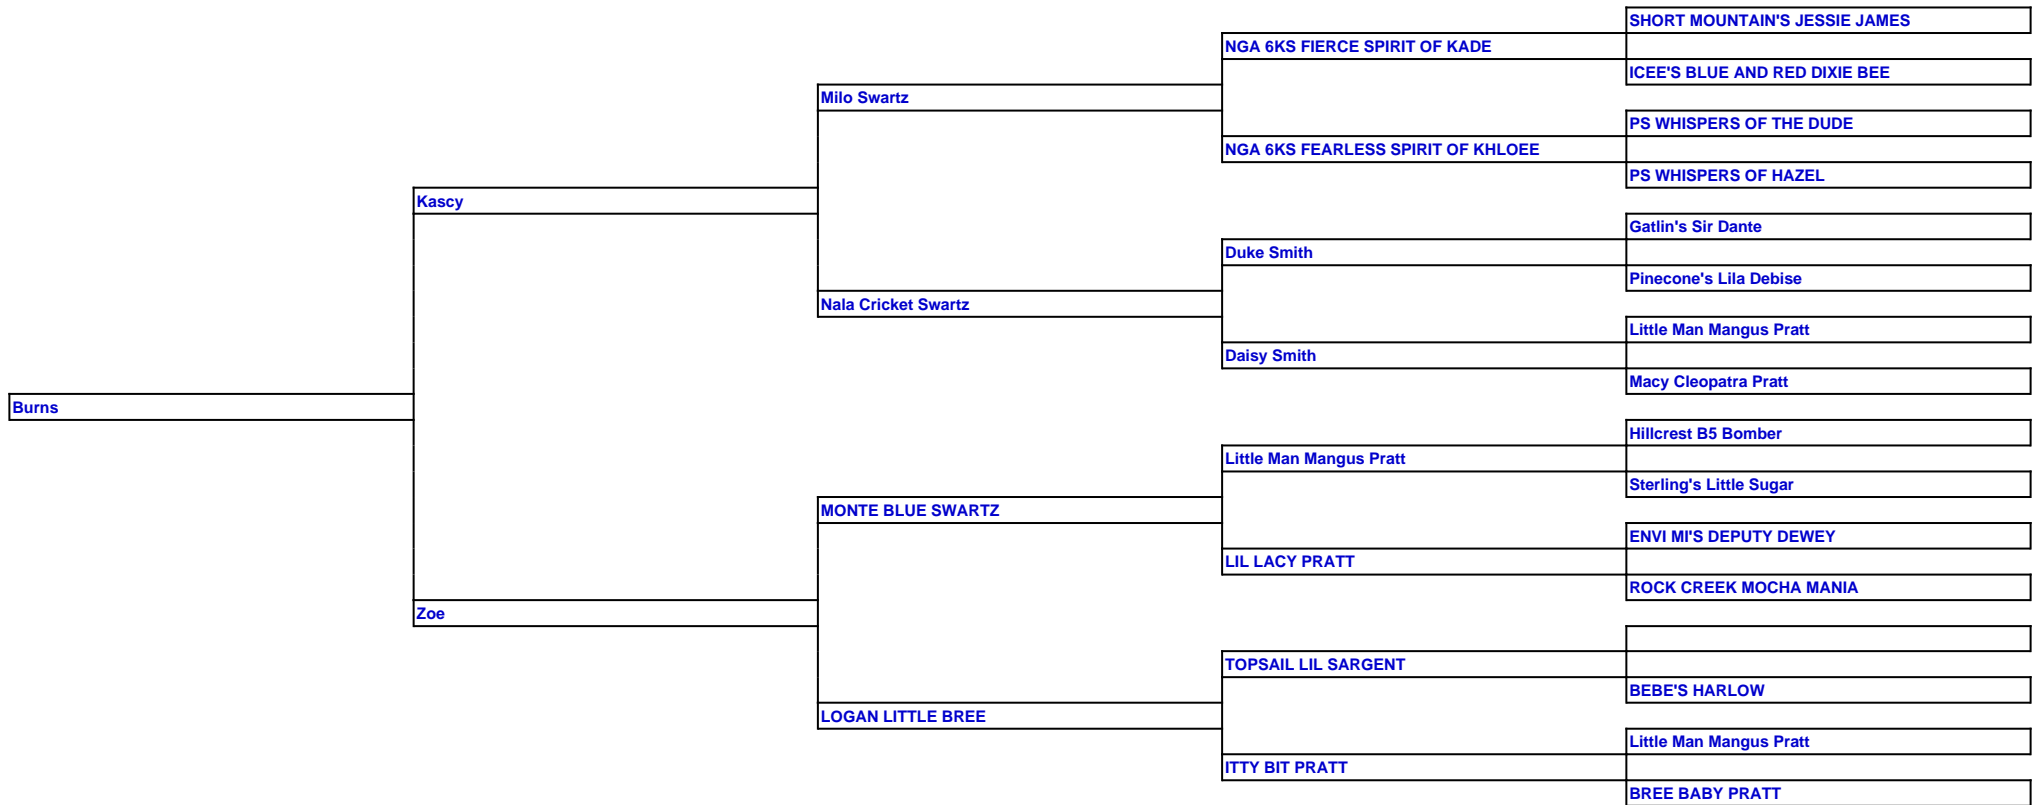 SHORT MOUNTAIN'S JESSIE JAMES
NGA 6KS FIERCE SPIRIT OF KADE
ICEE'S BLUE AND RED DIXIE BEE
Milo Swartz
PS WHISPERS OF THE DUDE
NGA 6KS FEARLESS SPIRIT OF KHLOEE
PS WHISPERS OF HAZEL
Kascy
Gatlin's Sir Dante
Duke Smith
Pinecone's Lila Debise
Nala Cricket Swartz
Little Man Mangus Pratt
Daisy Smith
Macy Cleopatra Pratt
Burns
Hillcrest B5 Bomber
Little Man Mangus Pratt
Sterling's Little Sugar
MONTE BLUE SWARTZ
ENVI MI'S DEPUTY DEWEY
LIL LACY PRATT
ROCK CREEK MOCHA MANIA
Zoe
TOPSAIL LIL SARGENT
BEBE'S HARLOW
LOGAN LITTLE BREE
Little Man Mangus Pratt
ITTY BIT PRATT
BREE BABY PRATT